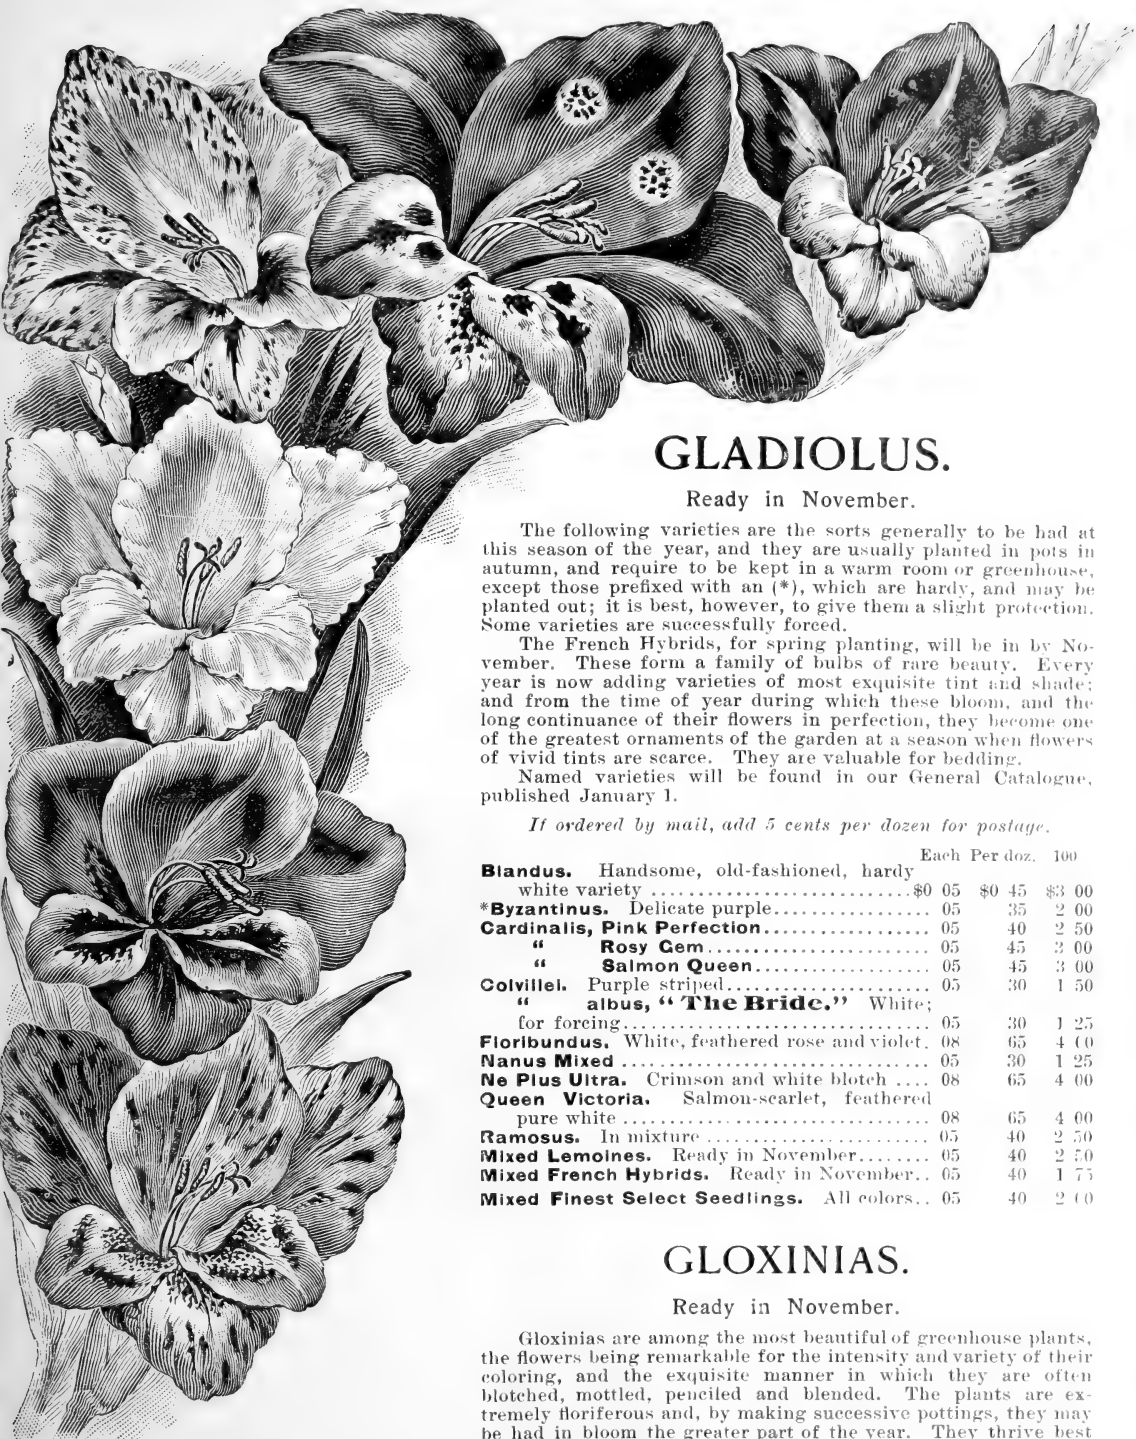 GLADIOLUS.
Ready in November.
The following varieties are the sorts generally to be had at
this season of the year, and they are usually planted in pots in
autumn, and require to be kept in a warm room or greenhouse,
except those prefixed with an (*), which are hardy, and may be
planted out; it is best, however, to give them a slight protection.
Some varieties are successfully forced.
The French Hybrids, for spring planting, will be in by No-
vember. These form a family of bulbs of rare beauty. Every
year is now adding varieties of most exquisite tint and shade;
and from the time of year during which these bloom, and the
long continuance of their flowers in perfection, they become one
of the greatest ornaments of the garden at a season when flowers
of vivid tints are scarce. They are valuable for bedding.
Named varieties will be found in our General Catalogue,
published January 1.
If ordered by mail, add 5 cents per dozen for postage.
Each Per doz. 100
Blandus. Handsome, old-fashioned, hardy
white variety ............................$0 05 $0 45 $3 00
*Byzantinus. Delicate purple................. 05 35 2 00
Cardinalis, Pink Perfection.................. 05 40 2 50
“ Rosy Gem........................ 05 45 3 00
“ Salmon Queen................... 05 45 3 00
Colvillei. Purple striped...................... 05 30 1 50
“ albus, “The Bride.” White;
for forcing................................. 05 30 1 25
Floribundus. White, feathered rose and violet. 08 65 4 00
Nanus Mixed ................................ 05 30 1 25
Ne Plus Ultra. Crimson and white blotch .... 08 65 4 00
Queen Victoria. Salmon-scarlet, feathered
pure white ................................. 08 65 4 00
Ramosus. In mixture ........................ 05 40 2 50
Mixed Lemoines. Ready in November........ 05 40 2 50
Mixed French Hybrids. Ready in November.. 05 40 1 75
Mixed Finest Select Seedlings. All colors.. 05 40 2 00
GLOXINIAS.
Ready in November.
Gloxinias are among the most beautiful of greenhouse plants,
the flowers being remarkable for the intensity and variety of their
coloring, and the exquisite manner in which they are often
blotched, mottled, penciled and blended. The plants are ex-
tremely floriferous and, by making successive pottings, they may
be had in bloom the greater part of the year. They thrive best